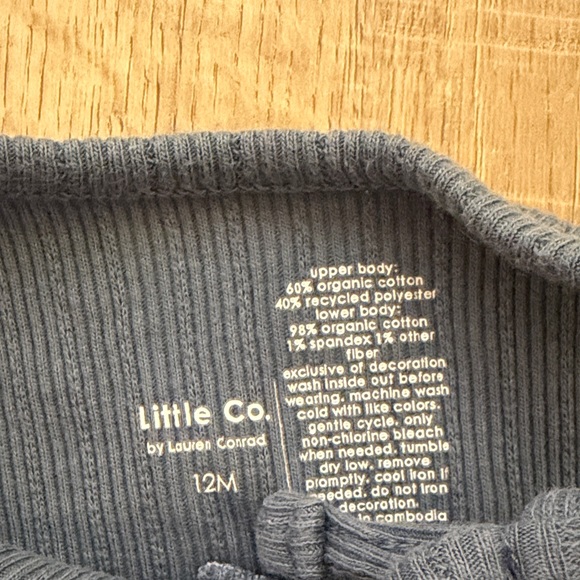 Little Co.
by Lauren Conrad
12M
upper body:
60% organic cotton
40% recycled polyester
lower body:
98% organic cotton
1% spandex 1% other
fiber
exclusive of decoration
wash inside out before
wearing. machine wash
cold with like colors.
gentle cycle. only
non-chlorine bleach
when needed. tumble
dry low. remove
promptly. cool iron if
needed. do not iron
decoration.
in cambodia